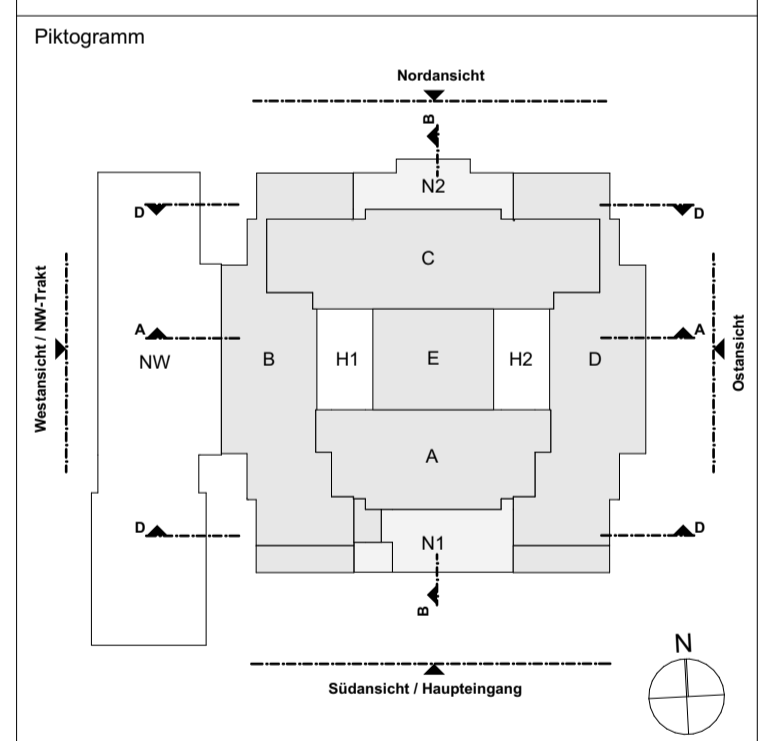 Piktogramm
Nordansicht
B
N2
D
D
C
Westansicht / NW-Trakt
A
A
NW
B
H1
E
H2
D
Ostansicht
A
D
D
N1
B
N
Südansicht / Haupteingang